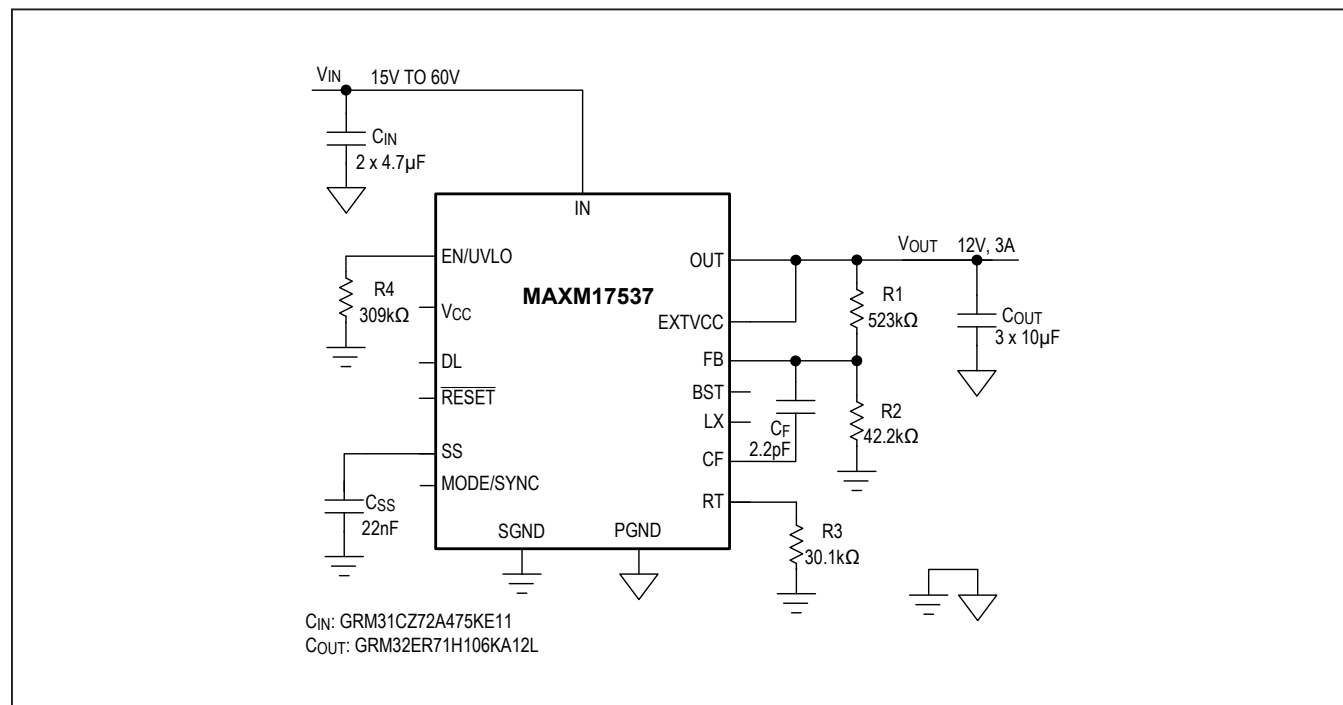 VIN 15V TO 60V
CIN
2 x 4.7µF
IN
EN/UVLO
R4
309kΩ
VCC
DL
RESET
SS
MODE/SYNC
CSS
22nF
SGND
PGND
MAXM17537
OUT
EXTVCC
FB
BST
LX
CF
RT
VOUT 12V, 3A
R1
523kΩ
COUT
3 x 10µF
CF
2.2pF
R2
42.2kΩ
R3
30.1kΩ
CIN: GRM31CZ72A475KE11
COUT: GRM32ER71H106KA12L